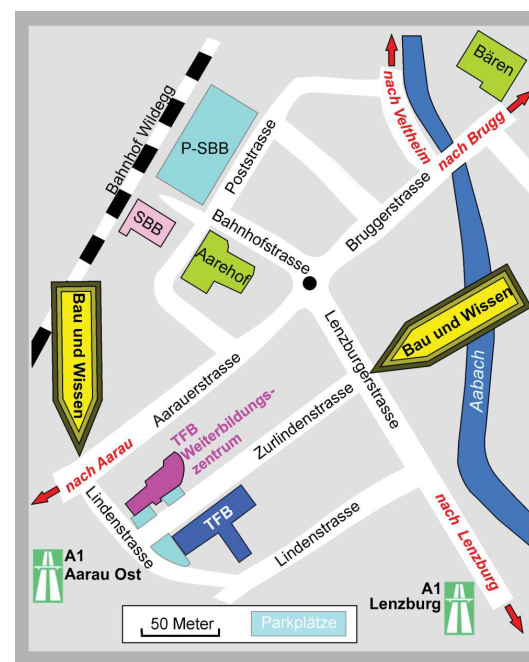 Bären
nach Veltheim
nach Brugg
Bahnhof Wildegg
P-SBB
Poststrasse
SBB
Bahnhofstrasse
Bruggerstrasse
Aarehof
Bau und Wissen
Bau und Wissen
Lenzburgerstrasse
Aabach
Aarauerstrasse
TFB
Weiterbildungs-
zentrum
Zurlindenstrasse
nach Aarau
Lindenstrasse
TFB
Lindenstrasse
nach Lenzburg
A1
Aarau Ost
A1
Lenzburg
50 Meter
Parkplätze